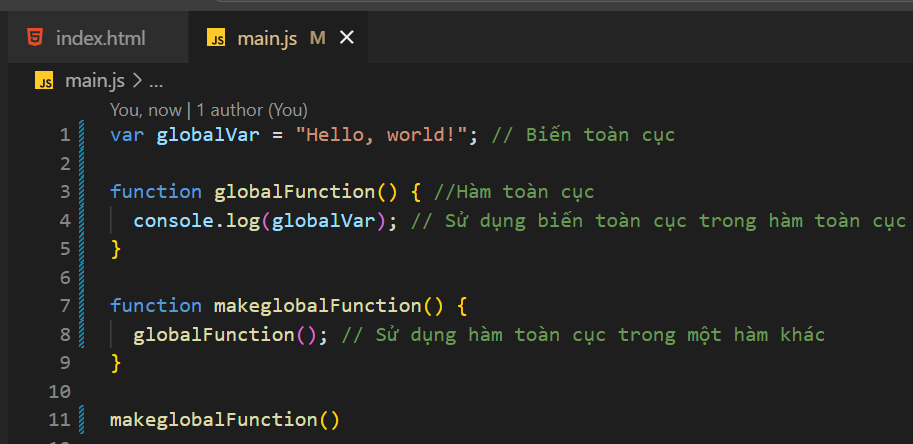 index.html
JS main.js M
JS main.js > ...
You, now | 1 author (You)
1 var globalVar = "Hello, world!"; // Biến toàn cục
2
3 function globalFunction() { //Hàm toàn cục
4 console.log(globalVar); // Sử dụng biến toàn cục trong hàm toàn cục
5 }
6
7 function makeglobalFunction() {
8 globalFunction(); // Sử dụng hàm toàn cục trong một hàm khác
9 }
10
11 makeglobalFunction()